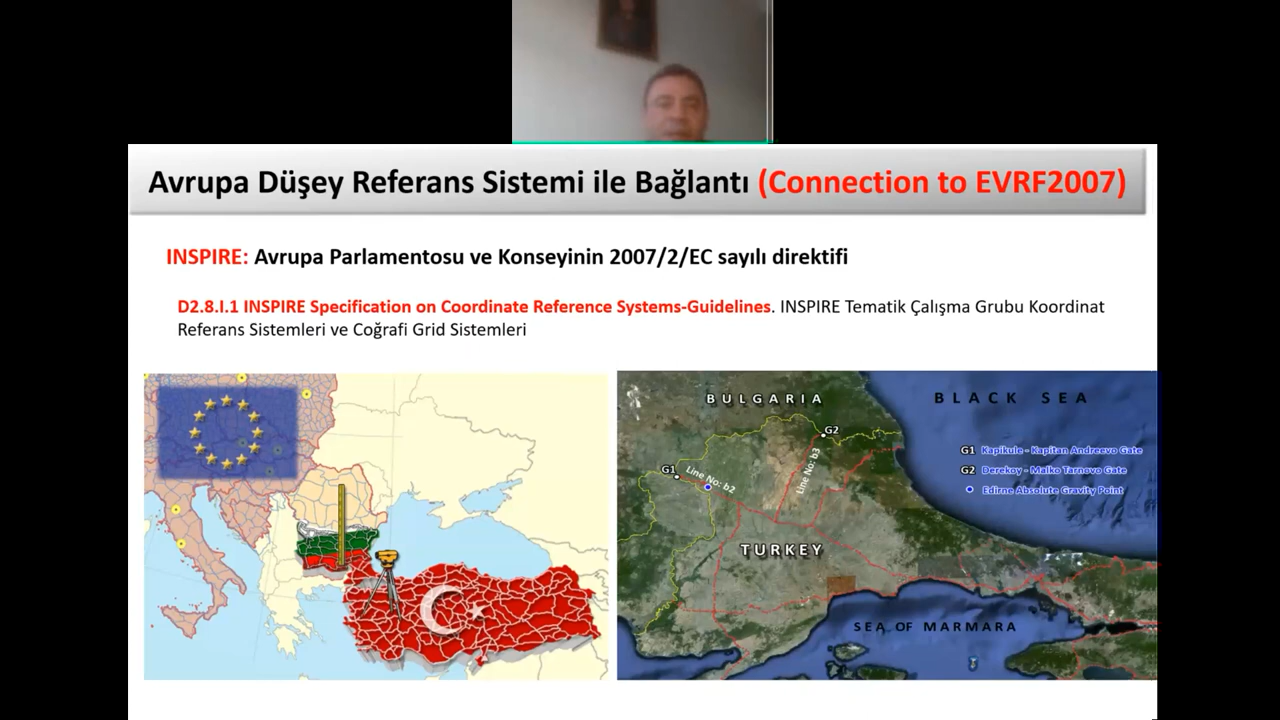 Avrupa Düşey Referans Sistemi ile Bağlantı (Connection to EVRF2007)
INSPIRE: Avrupa Parlamentosu ve Konseyinin 2007/2/EC sayılı direktifi
D2.8.I.1 INSPIRE Specification on Coordinate Reference Systems-Guidelines. INSPIRE Tematik Çalışma Grubu Koordinat
Referans Sistemleri ve Coğrafi Grid Sistemleri
BULGARIA
BLACK SEA
G2
G1 Kapikule - Kapitan Andreevo Gate
G2 Derekoy - Malko Tarnovo Gate
Edirne Absolute Gravity Point
G1
Line No: b2
Line No: b3
TURKEY
SEA OF MARMARA